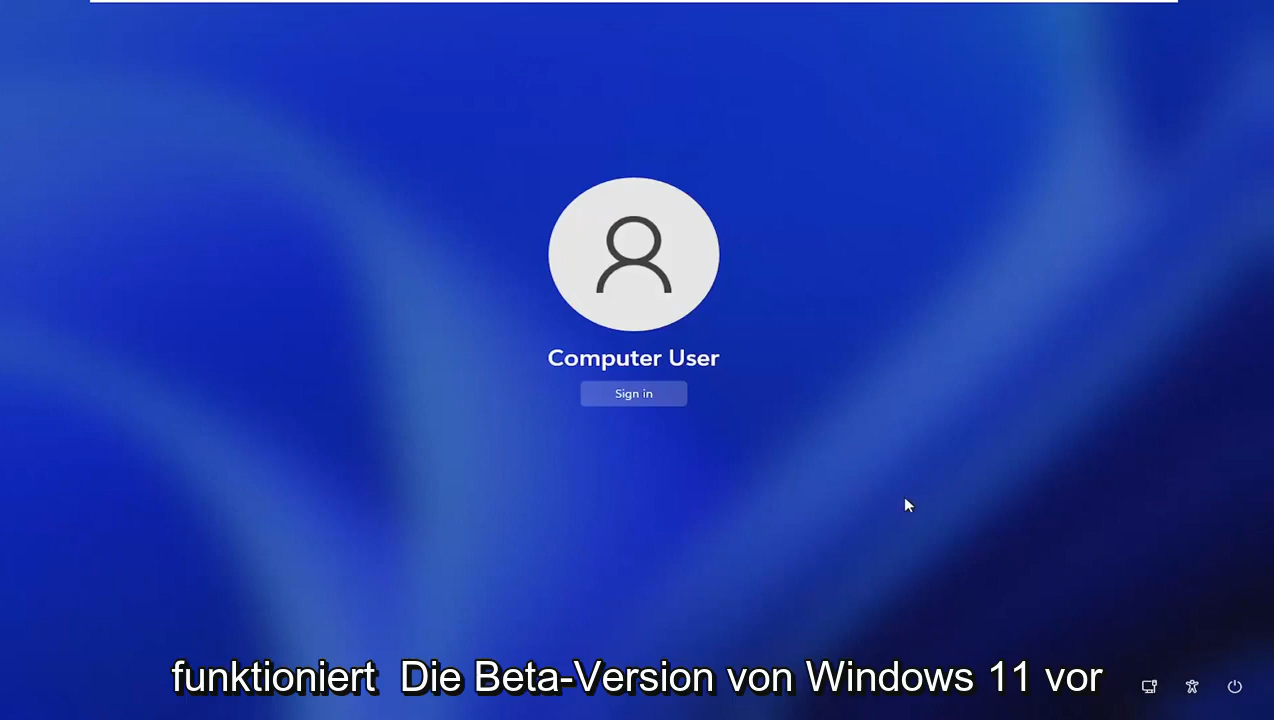 Computer User
Sign in
funktioniert Die Beta-Version von Windows 11 vor